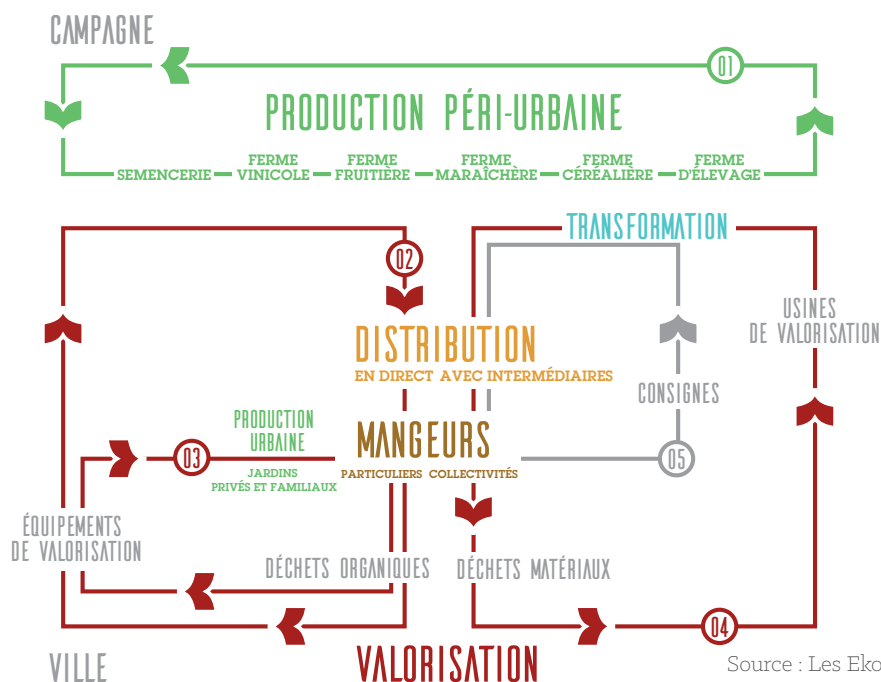 CAMPAGNE
01
PRODUCTION PÉRI-URBAINE
SEMENCERIE
FERME
VINICOLE
FERME
FRUITIÈRE
FERME
MARAÎCHÈRE
FERME
CÉRÉALIÈRE
FERME
D'ÉLEVAGE
TRANSFORMATION
02
USINES
DE VALORISATION
DISTRIBUTION
EN DIRECT AVEC INTERMÉDIAIRES
CONSIGNES
PRODUCTION
URBAINE
03
JARDINS
PRIVÉS ET FAMILIAUX
MANGEURS
PARTICULIERS COLLECTIVITÉS
05
ÉQUIPEMENTS
DE VALORISATION
DÉCHETS ORGANIQUES
DÉCHETS MATÉRIAUX
04
VILLE
VALORISATION
Source : Les Eko